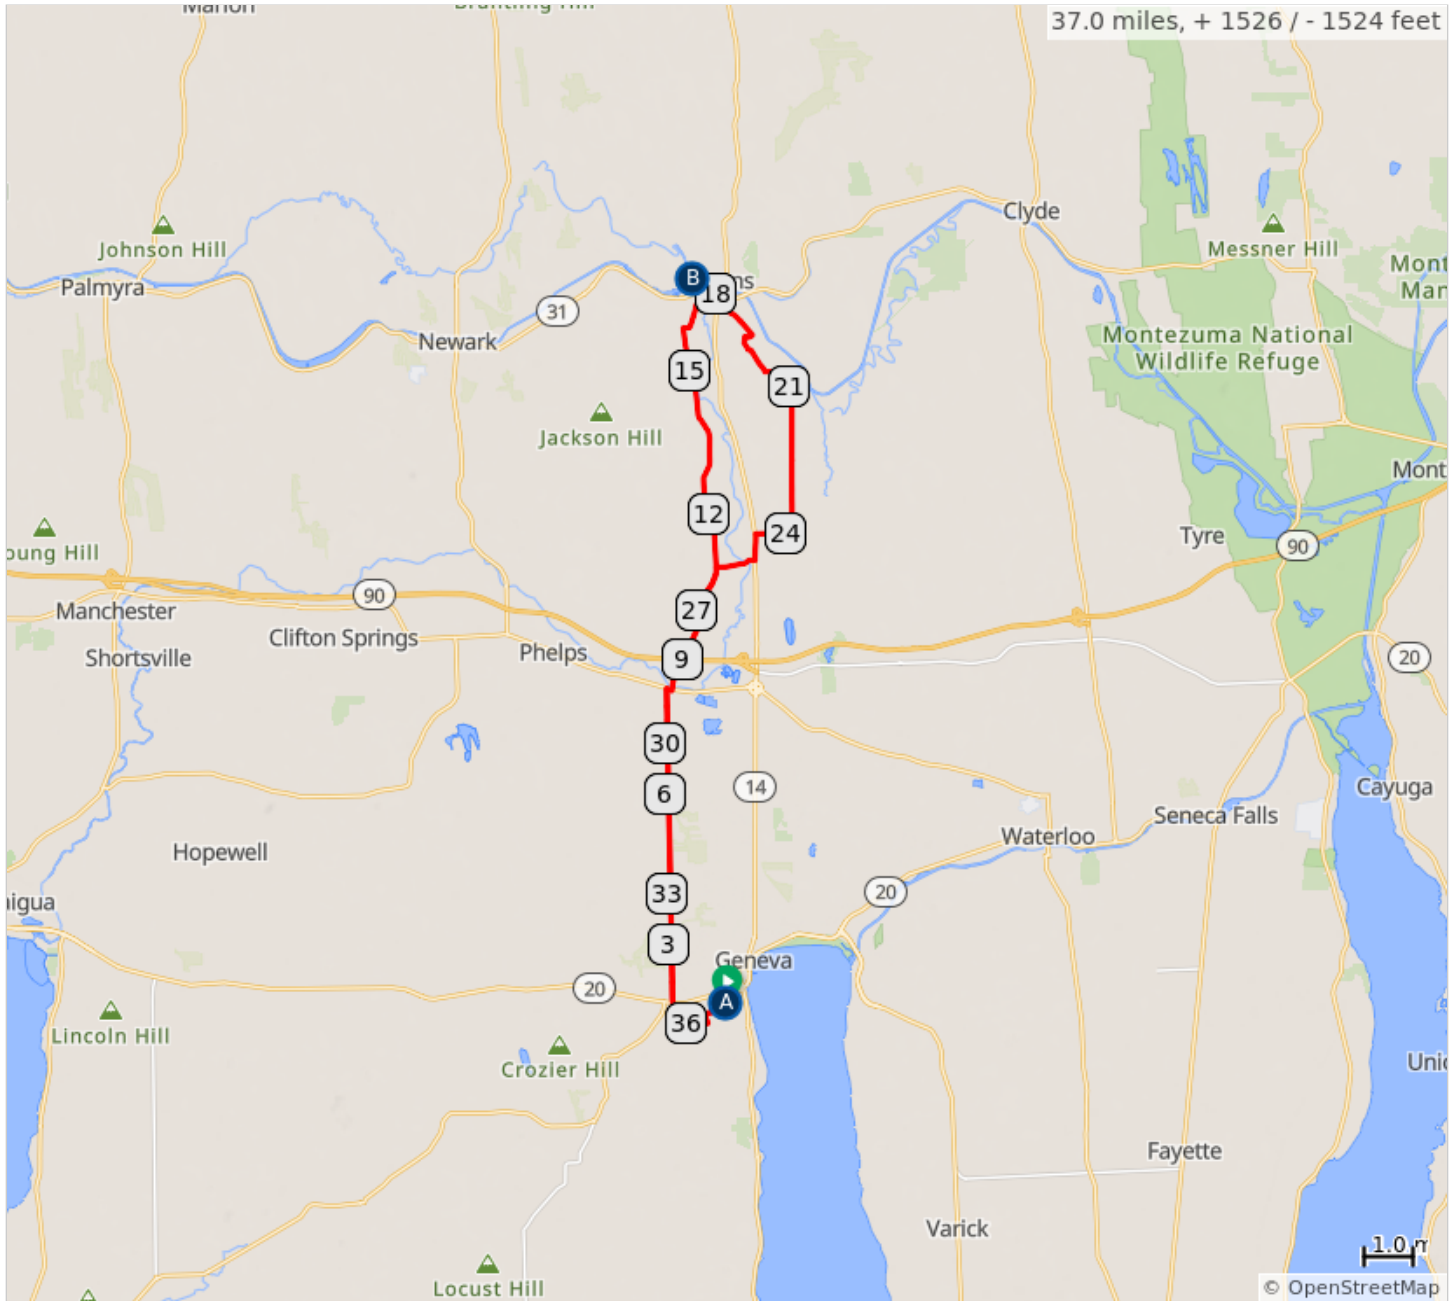 Marion
37.0 miles, + 1526 / - 1524 feet
Clyde
Johnson Hill
Messner Hill
Palmyra
B
18
31
Newark
Montezuma National
Wildlife Refuge
15
21
Jackson Hill
12
24
Tyre
90
90
Manchester
27
Clifton Springs
Phelps
9
Shortsville
20
30
6
14
Cayuga
Seneca Falls
Waterloo
Hopewell
33
20
3
Geneva
20
A
36
Lincoln Hill
Crozier Hill
Fayette
Varick
1.0 m
Locust Hill
© OpenStreetMap